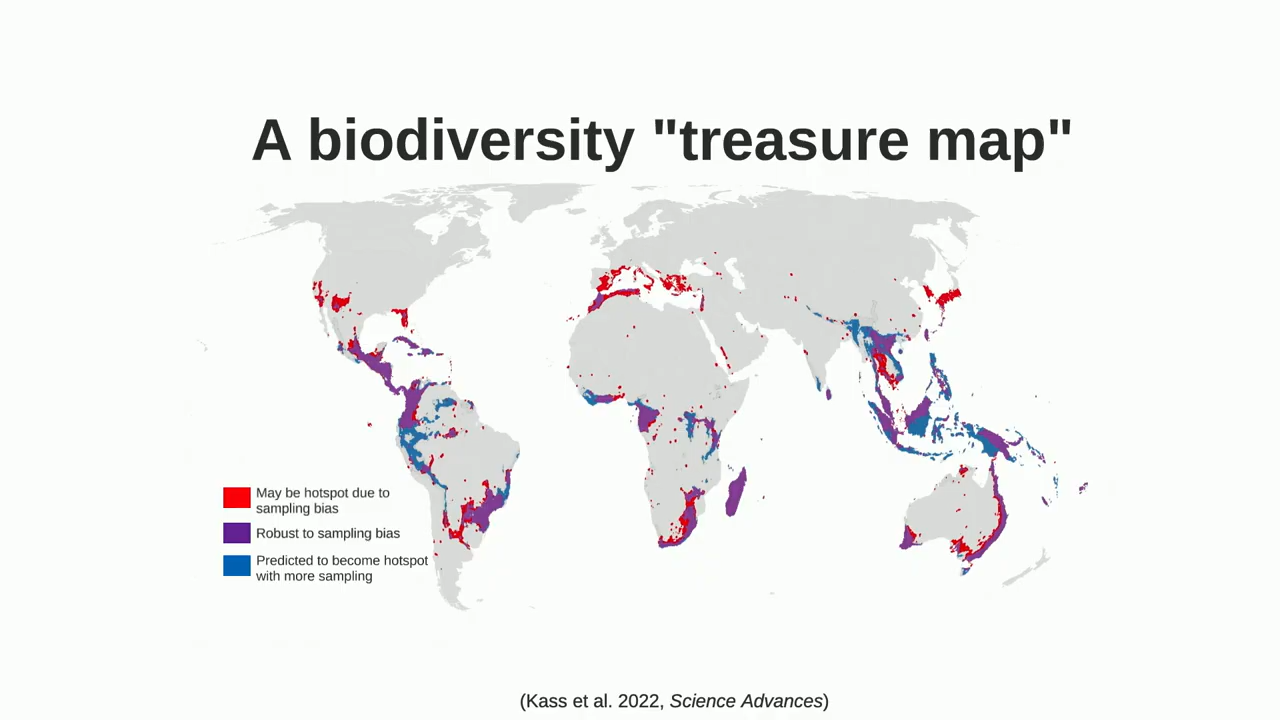 A biodiversity "treasure map"
May be hotspot due to
sampling bias
Robust to sampling bias
Predicted to become hotspot
with more sampling
(Kass et al. 2022, Science Advances)